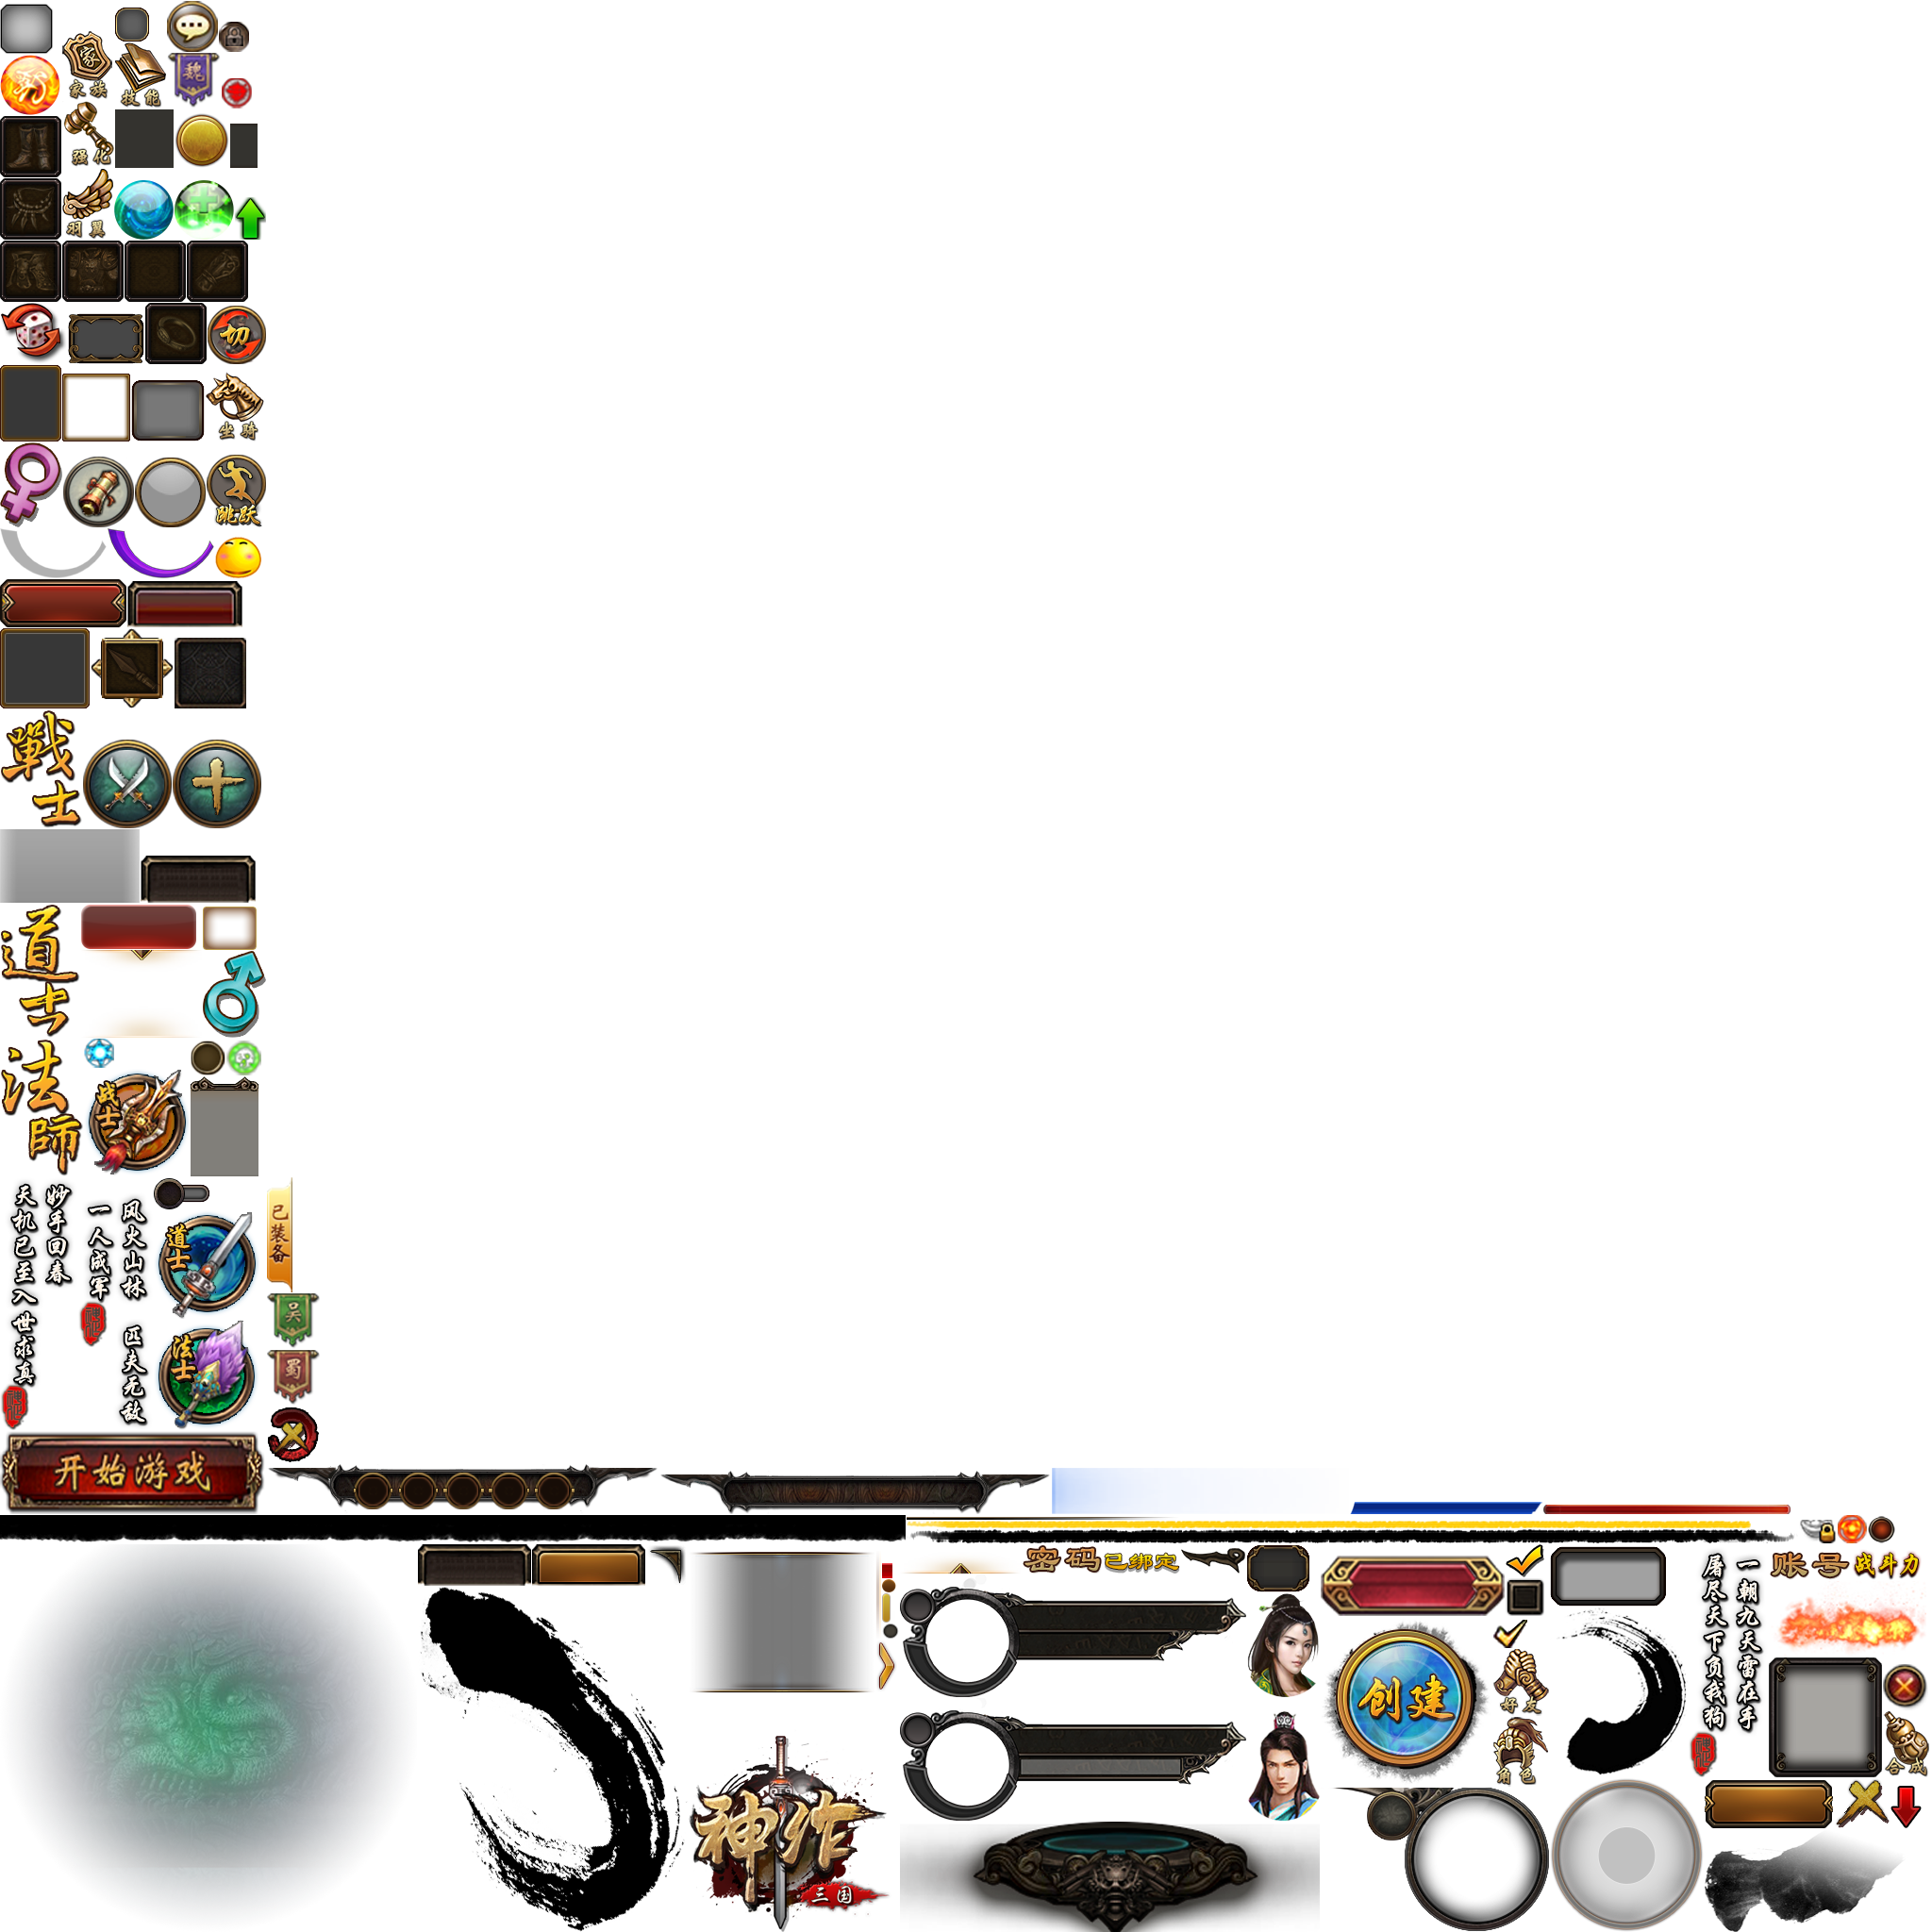 家
家族
技能
魏
强化
羽翼
切
坐骑
跳跃
戰士
道士
法師
战士
妙手回春
天机已至入世求真
风火山林 匹夫无敌
一人成军
道士
法士
已装备
吴
蜀
开始游戏
密码已绑定
账号战斗力
一朝九天雷在手
屠尽天下负我狗
创建
好友
角色
合成
神作
三国